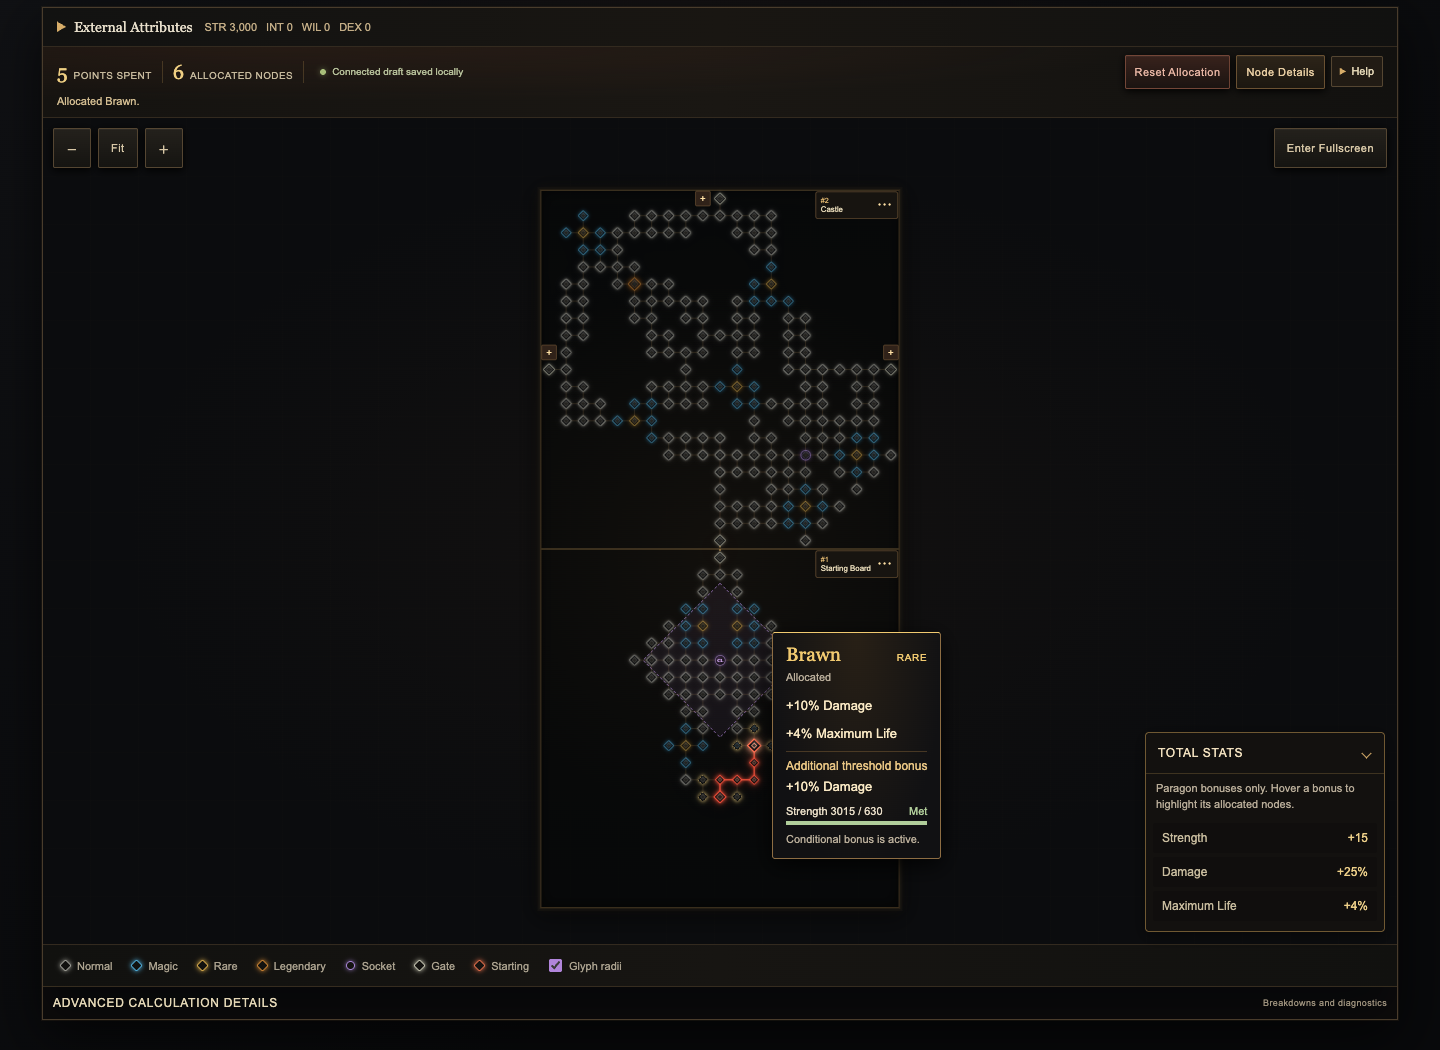 External Attributes STR 3,000 INT 0 WIL 0 DEX 0
5 POINTS SPENT 6 ALLOCATED NODES Connected draft saved locally
Reset Allocation Node Details Help
Allocated Brawn.
− Fit + Enter Fullscreen
+
#2
Castle ...
+ +
#1
Starting Board ...
CL
Brawn RARE
Allocated
+10% Damage
+4% Maximum Life
Additional threshold bonus
+10% Damage
Strength 3015 / 630 Met
Conditional bonus is active.
TOTAL STATS
Paragon bonuses only. Hover a bonus to
highlight its allocated nodes.
Strength +15
Damage +25%
Maximum Life +4%
Normal Magic Rare Legendary Socket Gate Starting Glyph radii
ADVANCED CALCULATION DETAILS Breakdowns and diagnostics